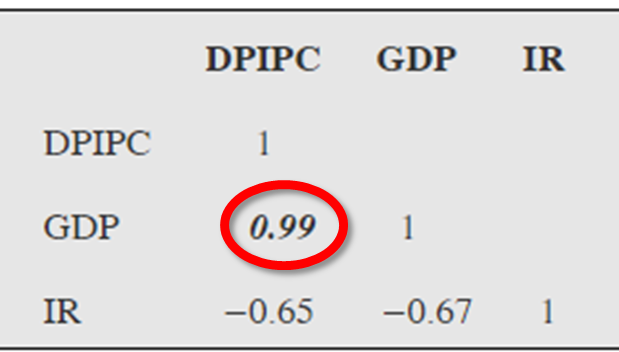 DPIPC GDP IR
DPIPC 1
GDP 0.99 1
IR −0.65 −0.67 1